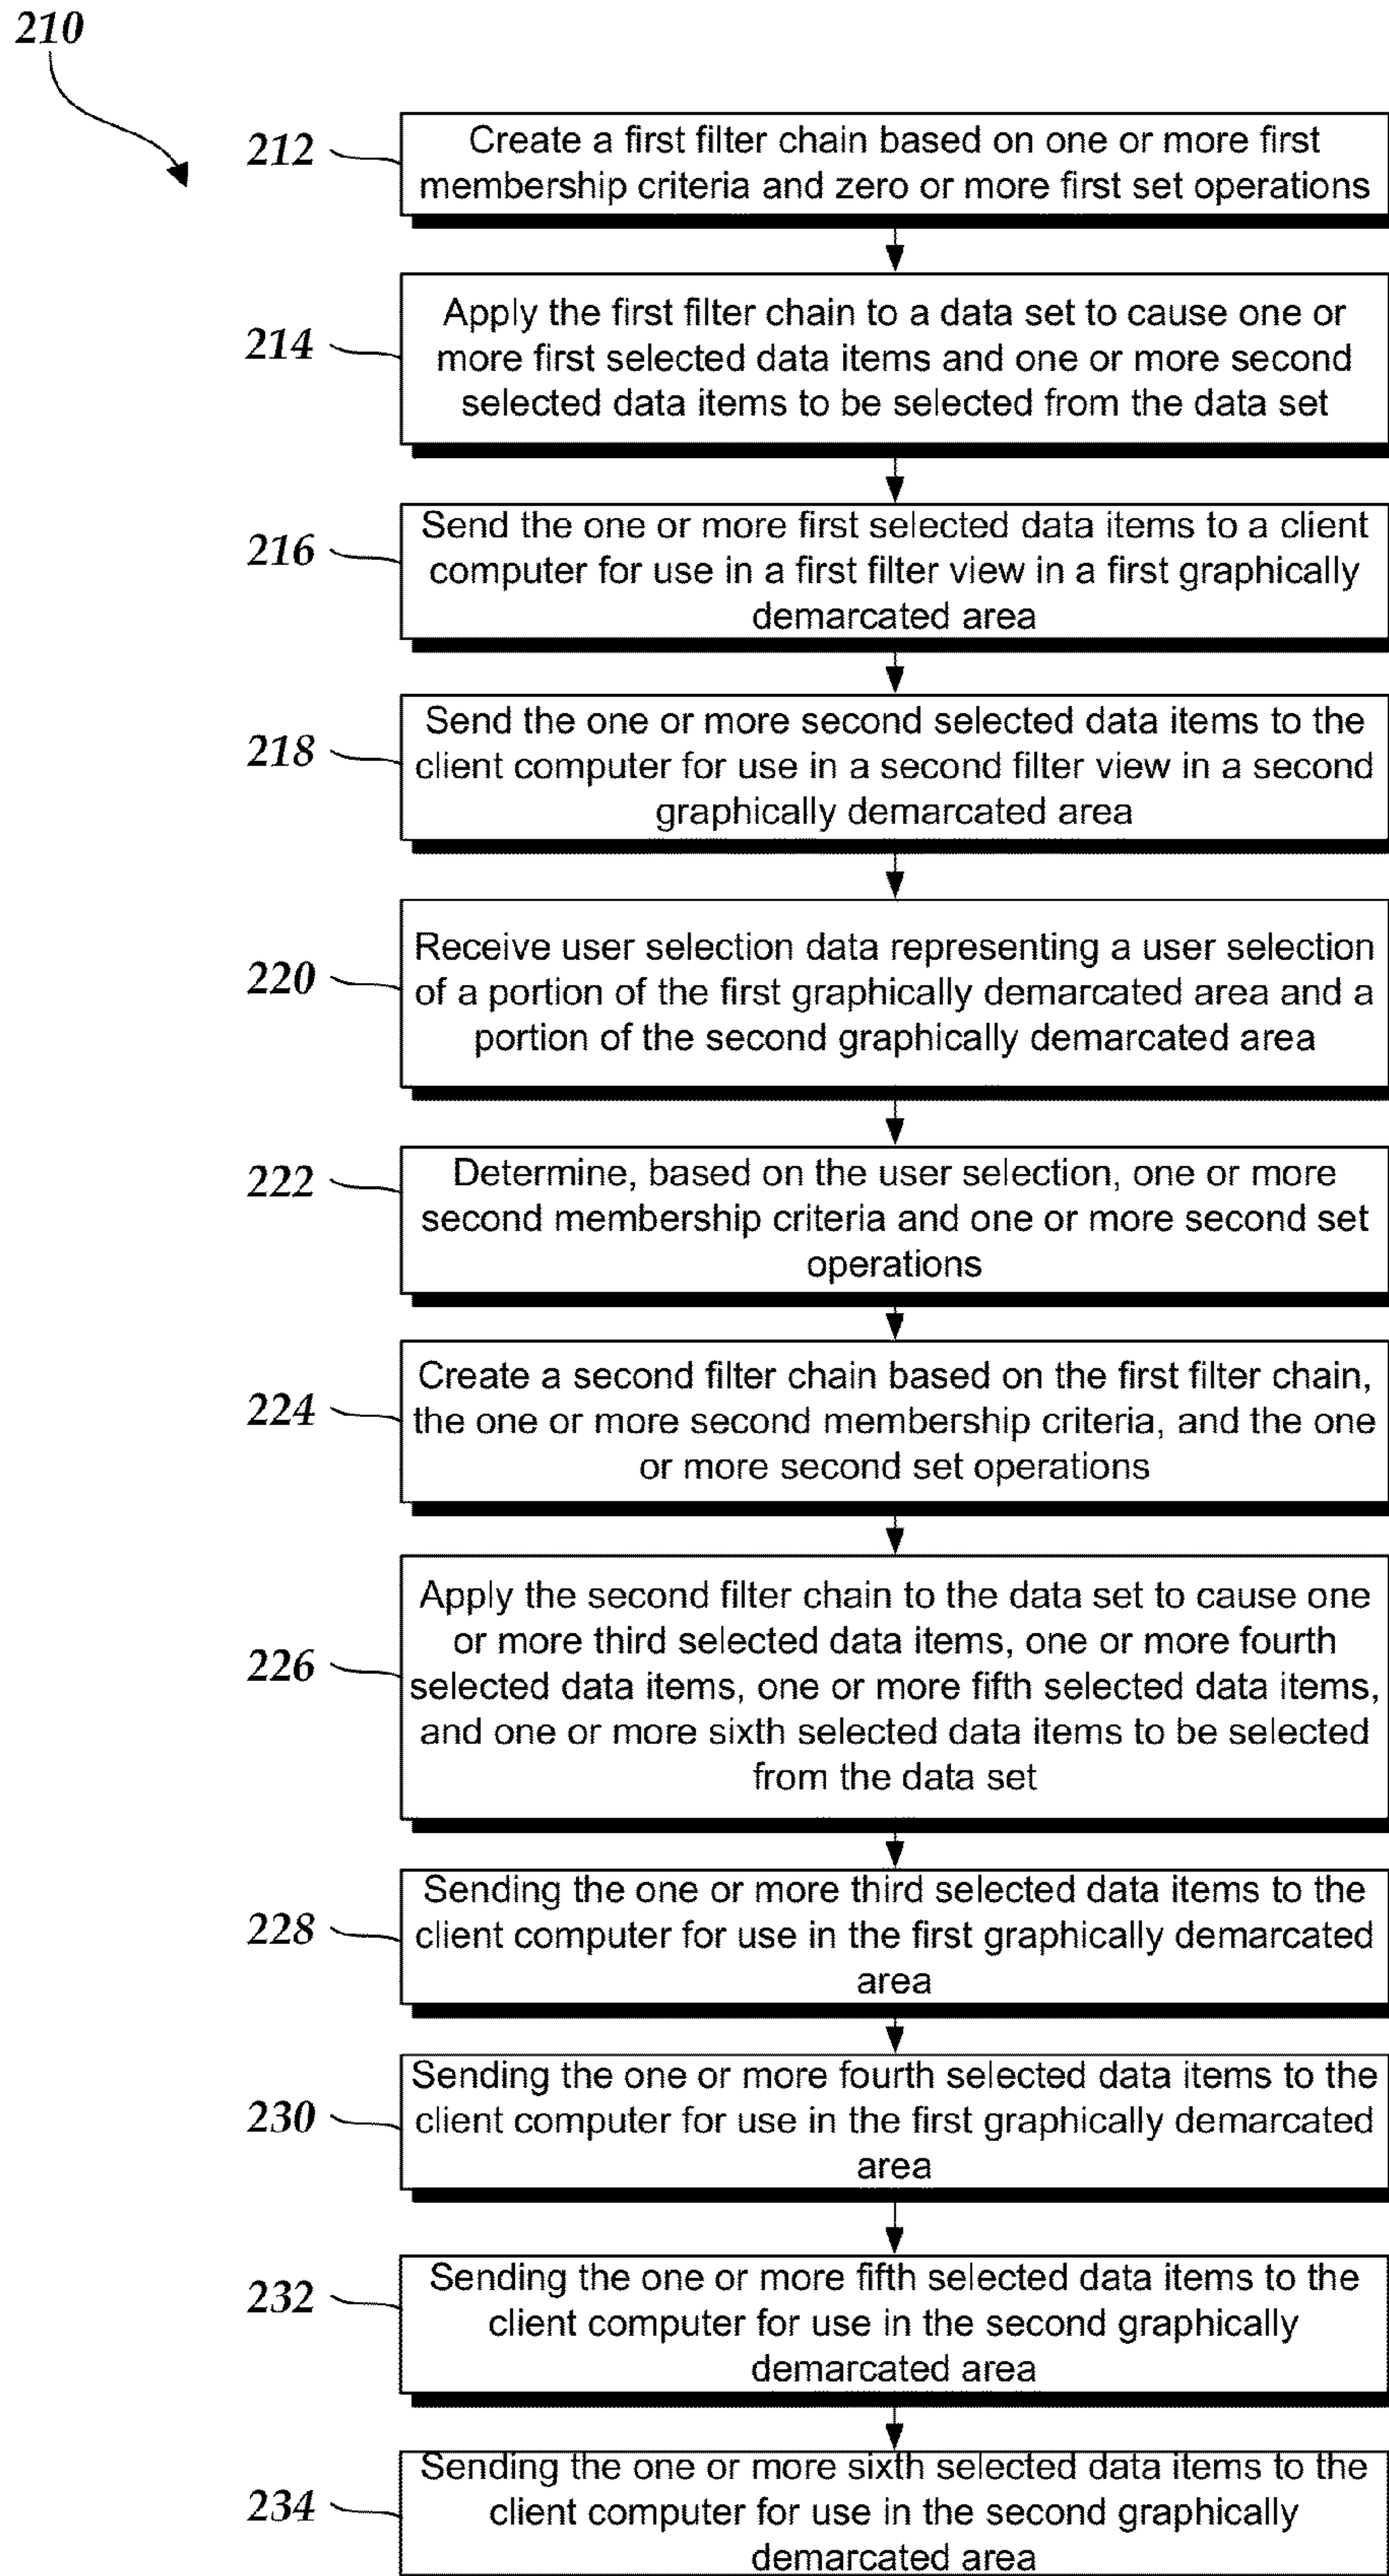 210
212
Create a first filter chain based on one or more first
membership criteria and zero or more first set operations
214
Apply the first filter chain to a data set to cause one or
more first selected data items and one or more second
selected data items to be selected from the data set
216
Send the one or more first selected data items to a client
computer for use in a first filter view in a first graphically
demarcated area
218
Send the one or more second selected data items to the
client computer for use in a second filter view in a second
graphically demarcated area
220
Receive user selection data representing a user selection
of a portion of the first graphically demarcated area and a
portion of the second graphically demarcated area
222
Determine, based on the user selection, one or more
second membership criteria and one or more second set
operations
224
Create a second filter chain based on the first filter chain,
the one or more second membership criteria, and the one
or more second set operations
226
Apply the second filter chain to the data set to cause one
or more third selected data items, one or more fourth
selected data items, one or more fifth selected data items,
and one or more sixth selected data items to be selected
from the data set
228
Sending the one or more third selected data items to the
client computer for use in the first graphically demarcated
area
230
Sending the one or more fourth selected data items to the
client computer for use in the first graphically demarcated
area
232
Sending the one or more fifth selected data items to the
client computer for use in the second graphically
demarcated area
234
Sending the one or more sixth selected data items to the
client computer for use in the second graphically
demarcated area